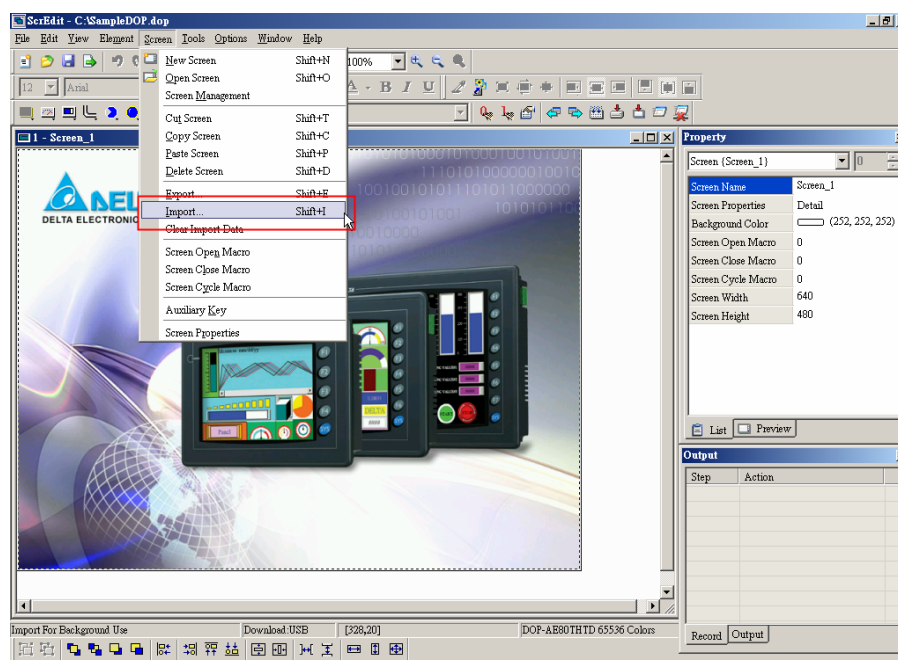 ScrEdit - C:\SampleDOP.dop
File Edit View Element Screen Tools Options Window Help
New Screen Shift+N
100%
Open Screen Shift+O
12 Arial
A B I U
Screen Management
Cut Screen Shift+T
1 - Screen_1
Copy Screen Shift+C
Paste Screen Shift+P
Delete Screen Shift+D
Export... Shift+E
Import... Shift+I
Clear Import Data
Screen Open Macro
Screen Close Macro
Screen Cycle Macro
Auxiliary Key
Screen Properties
DEL
DELTA ELECTRONIC
DELTA
Property
Screen {Screen_1} 0
Screen Name Screen_1
Screen Properties Detail
Background Color (252, 252, 252)
Screen Open Macro 0
Screen Close Macro 0
Screen Cycle Macro 0
Screen Width 640
Screen Height 480
List Preview
Output
Step Action
Record Output
Import For Background Use Download:USB [328,20] DOP-AE80THTD 65536 Colors